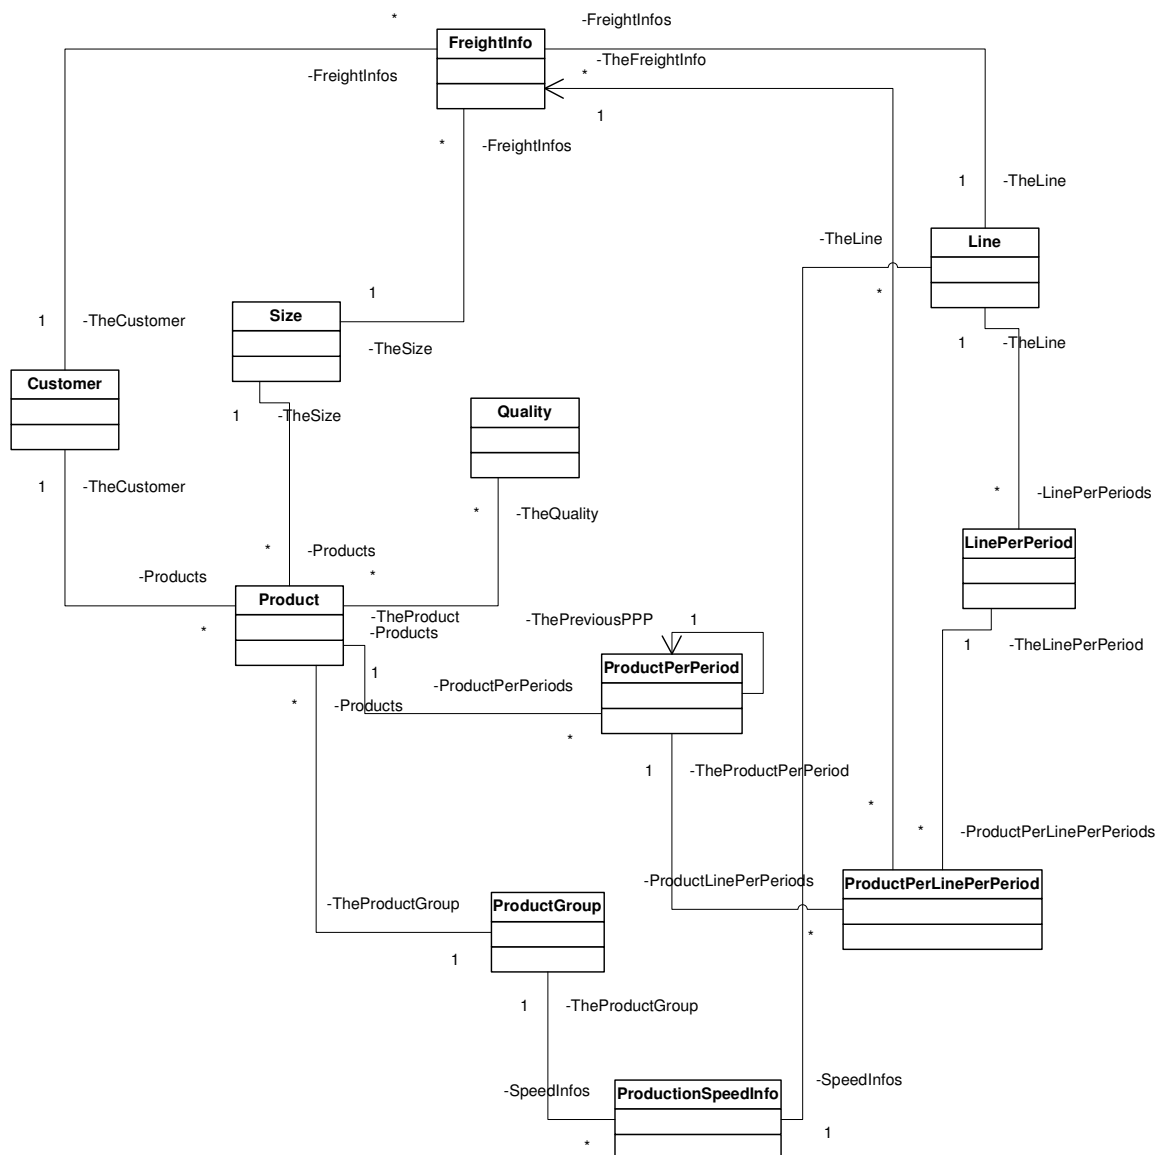 *
-FreightInfos
FreightInfo
-TheFreightInfo
-FreightInfos
*
1
*
-FreightInfos
1
-TheLine
-TheLine
Line
1
*
Size
1
-TheCustomer
1
-TheLine
-TheSize
Customer
Quality
1
-TheSize
1
-TheCustomer
*
-LinePerPeriods
*
-TheQuality
LinePerPeriod
*
-Products
-Products
*
Product
-TheProduct
-ThePreviousPPP
1
*
-Products
1
-TheLinePerPeriod
ProductPerPeriod
1
-ProductPerPeriods
*
-Products
*
1
-TheProductPerPeriod
*
*
-ProductPerLinePerPeriods
-ProductLinePerPeriods
ProductPerLinePerPeriod
-TheProductGroup
ProductGroup
*
1
1
-TheProductGroup
-SpeedInfos
ProductionSpeedInfo
-SpeedInfos
1
*